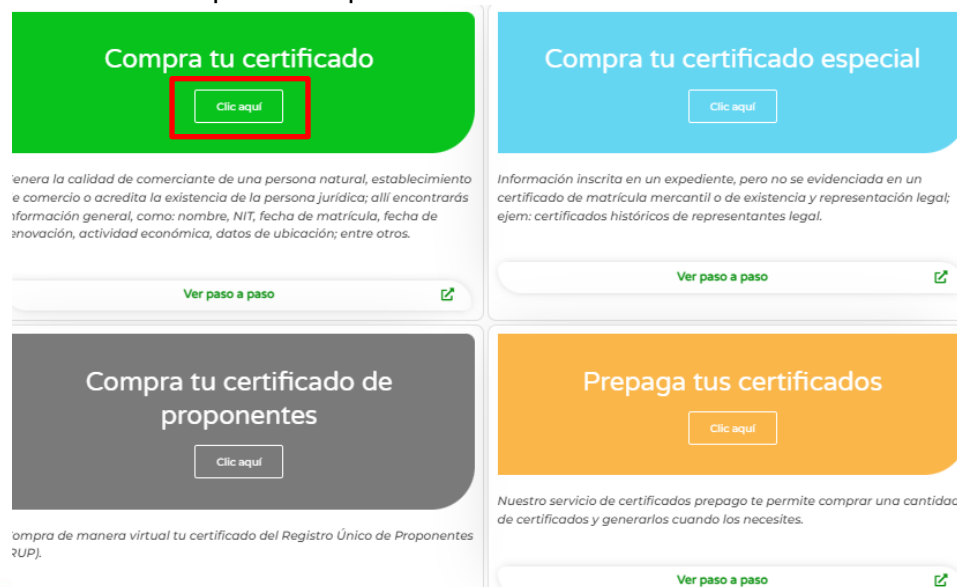 Compra tu certificado
Clic aquí
enera la calidad de comerciante de una persona natural, establecimiento
e comercio o acredita la existencia de la persona jurídica; allí encontrarás
nformación general, como: nombre, NIT, fecha de matrícula, fecha de
enovación, actividad económica, datos de ubicación; entre otros.
Ver paso a paso
Compra tu certificado especial
Clic aquí
Información inscrita en un expediente, pero no se evidenciada en un
certificado de matrícula mercantil o de existencia y representación legal;
ejem: certificados históricos de representantes legal.
Ver paso a paso
Compra tu certificado de
proponentes
Clic aquí
ompra de manera virtual tu certificado del Registro Único de Proponentes
RUP).
Prepaga tus certificados
Clic aquí
Nuestro servicio de certificados prepago te permite comprar una cantidad
de certificados y generarlos cuando los necesites.
Ver paso a paso